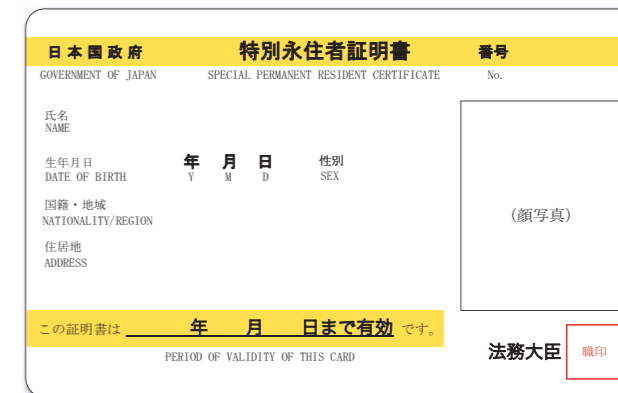 日本国政府 特別永住者証明書 番号
GOVERNMENT OF JAPAN SPECIAL PERMANENT RESIDENT CERTIFICATE No.
氏名
NAME
生年月日 年 月 日 性別
DATE OF BIRTH Y M D SEX
国籍・地域
NATIONALITY/REGION
(顔写真)
住居地
ADDRESS
この証明書は 年 月 日まで有効 です。
PERIOD OF VALIDITY OF THIS CARD
法務大臣 職印